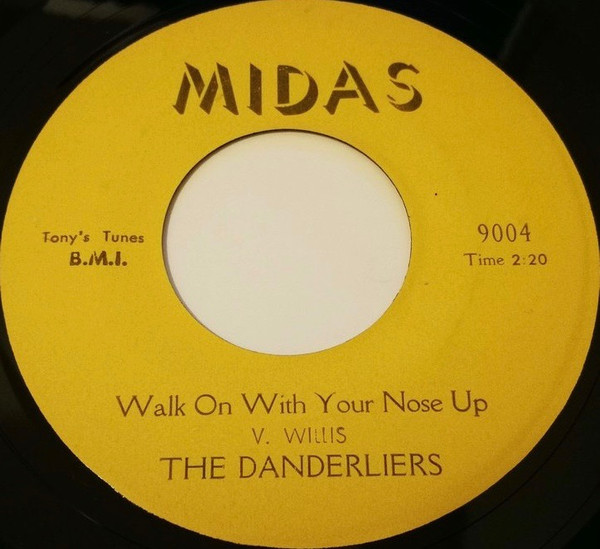 MIDAS
Tony's Tunes
B.M.I.
9004
Time 2:20
Walk On With Your Nose Up
V. WILLIS
THE DANDERLIERS